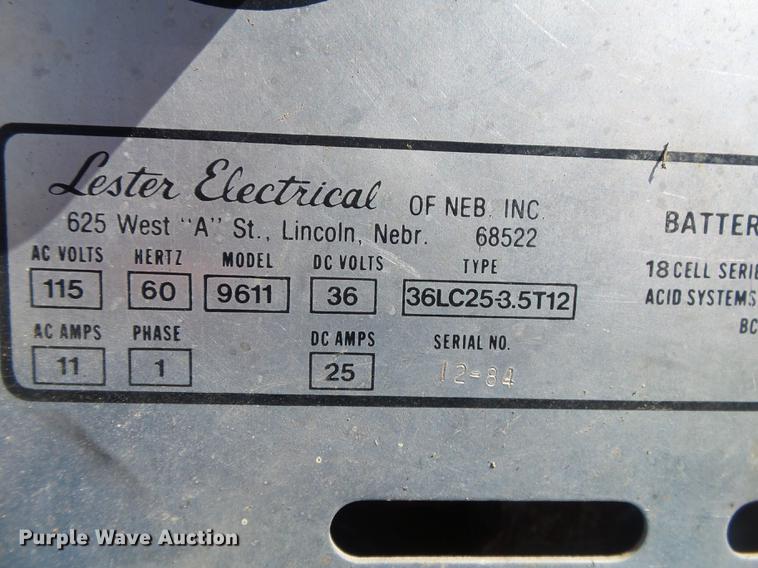 Lester Electrical OF NEB. INC.
625 West "A" St., Lincoln, Nebr. 68522
AC VOLTS HERTZ MODEL DC VOLTS TYPE
115 60 9611 36 36LC25-3.5T12
AC AMPS PHASE DC AMPS SERIAL NO.
11 1 25 12-84
BATTER
18 CELL SERIE
ACID SYSTEMS
BC
Purple Wave Auction